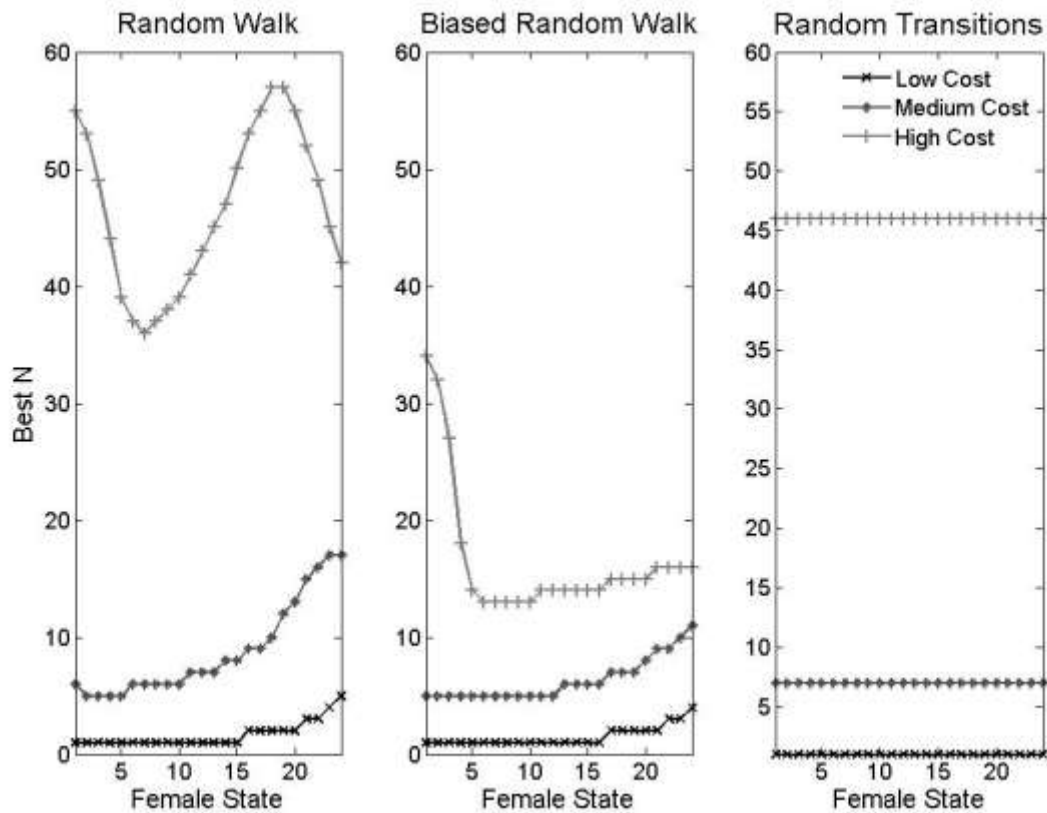 Random Walk
Biased Random Walk
Random Transitions
Low Cost
Medium Cost
High Cost
Best N
60
50
40
30
20
10
0
5 10 15 20
Female State
60
50
40
30
20
10
0
5 10 15 20
Female State
60
55
50
45
40
35
30
25
20
15
10
5
5 10 15 20
Female State